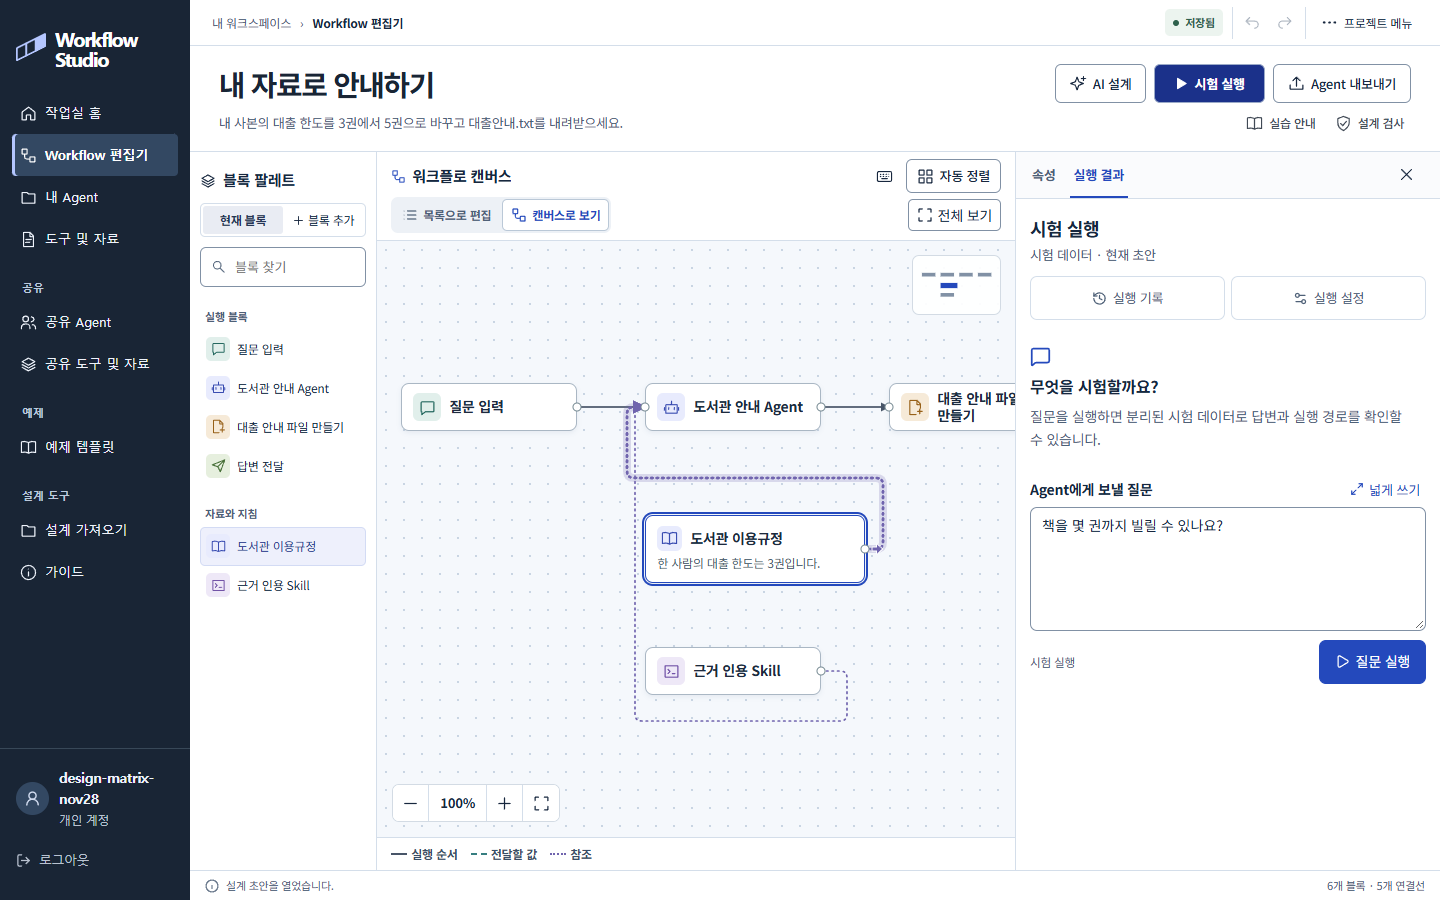 Workflow
Studio
작업실 홈
Workflow 편집기
내 Agent
도구 및 자료
공유
공유 Agent
공유 도구 및 자료
예제
예제 템플릿
설계 도구
설계 가져오기
가이드
design-matrix-
nov28
개인 계정
로그아웃
내 워크스페이스 › Workflow 편집기
저장됨
프로젝트 메뉴
내 자료로 안내하기
내 사본의 대출 한도를 3권에서 5권으로 바꾸고 대출안내.txt를 내려받으세요.
AI 설계
시험 실행
Agent 내보내기
실습 안내
설계 검사
블록 팔레트
현재 블록
블록 추가
블록 찾기
실행 블록
질문 입력
도서관 안내 Agent
대출 안내 파일 만들기
답변 전달
자료와 지침
도서관 이용규정
근거 인용 Skill
워크플로 캔버스
자동 정렬
목록으로 편집
캔버스로 보기
전체 보기
질문 입력
도서관 안내 Agent
대출 안내 파일
만들기
도서관 이용규정
한 사람의 대출 한도는 3권입니다.
근거 인용 Skill
100%
실행 순서
전달할 값
참조
속성
실행 결과
시험 실행
시험 데이터 · 현재 초안
실행 기록
실행 설정
무엇을 시험할까요?
질문을 실행하면 분리된 시험 데이터로 답변과 실행 경로를 확인할
수 있습니다.
Agent에게 보낼 질문
넓게 쓰기
책을 몇 권까지 빌릴 수 있나요?
시험 실행
질문 실행
설계 초안을 열었습니다.
6개 블록 · 5개 연결선